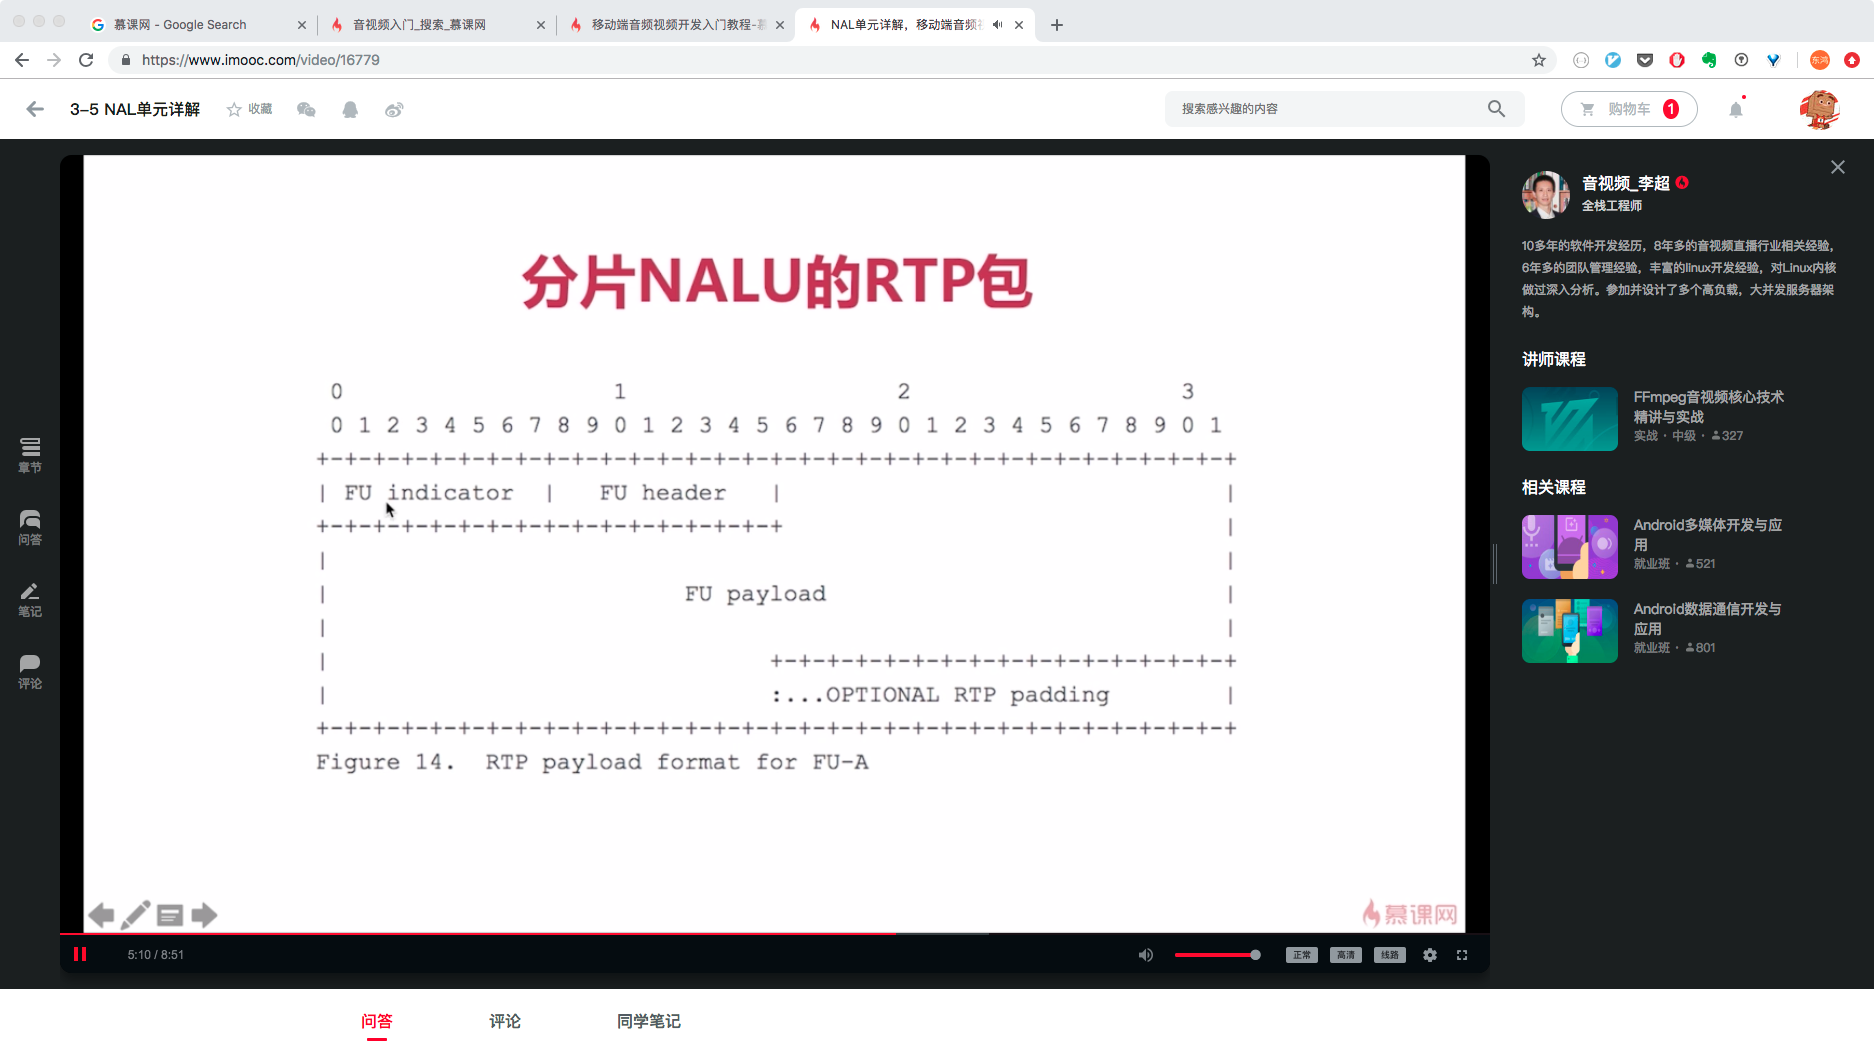 慕课网 - Google Search
音视频入门_搜索_慕课网
移动端音频视频开发入门教程-慕
NAL单元详解，移动端音频视
https://www.imooc.com/video/16779
东鸿
3-5 NAL单元详解
收藏
搜索感兴趣的内容
购物车 1
章节
问答
笔记
评论
分片NALU的RTP包
0 1 2 3
0 1 2 3 4 5 6 7 8 9 0 1 2 3 4 5 6 7 8 9 0 1 2 3 4 5 6 7 8 9 0 1
+-+-+-+-+-+-+-+-+-+-+-+-+-+-+-+-+-+-+-+-+-+-+-+-+-+-+-+-+-+-+-+-+
| FU indicator | FU header | |
+-+-+-+-+-+-+-+-+-+-+-+-+-+-+-+-+ |
| |
| FU payload |
| |
| +-+-+-+-+-+-+-+-+-+-+-+-+-+-+-+-+
| :...OPTIONAL RTP padding |
+-+-+-+-+-+-+-+-+-+-+-+-+-+-+-+-+-+-+-+-+-+-+-+-+-+-+-+-+-+-+-+-+
Figure 14. RTP payload format for FU-A
慕课网
5:10 / 8:51
正常
高清
线路
音视频_李超
全栈工程师
10多年的软件开发经历，8年多的音视频直播行业相关经验，
6年多的团队管理经验，丰富的linux开发经验，对Linux内核
做过深入分析。参加并设计了多个高负载，大并发服务器架
构。
讲师课程
FFmpeg音视频核心技术
精讲与实战
实战 · 中级 · 327
相关课程
Android多媒体开发与应
用
就业班 · 521
Android数据通信开发与
应用
就业班 · 801
问答
评论
同学笔记